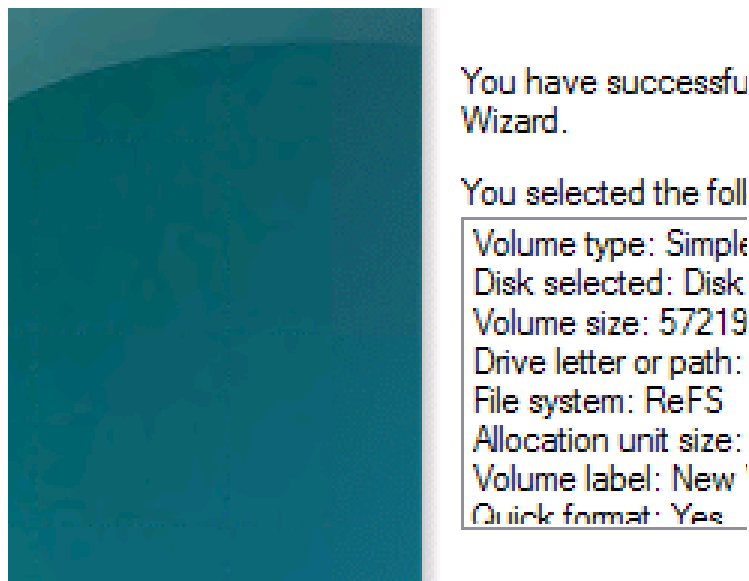 You have successfu
Wizard.
You selected the foll
Volume type: Simple
Disk selected: Disk
Volume size: 57219
Drive letter or path:
File system: ReFS
Allocation unit size:
Volume label: New
Quick format: Yes